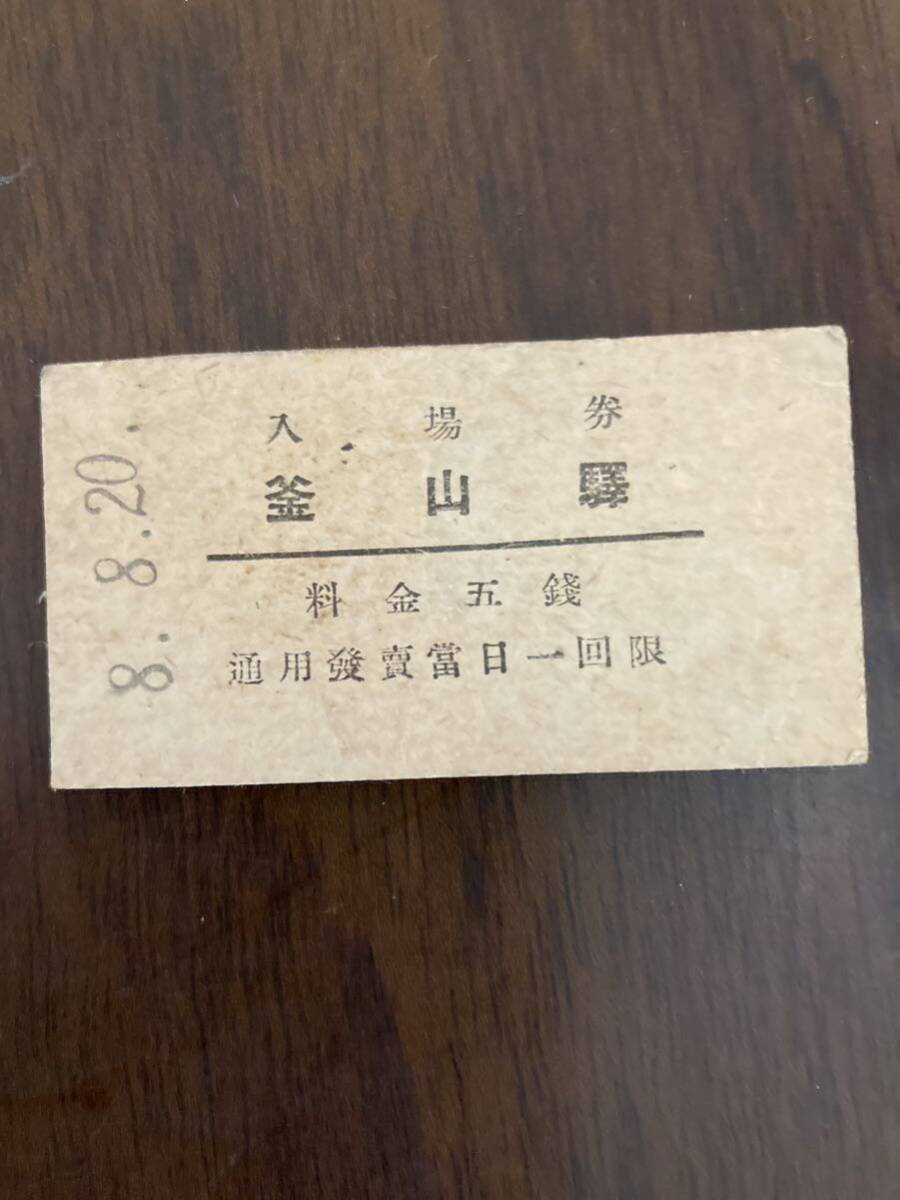 入場券
釜山驛
料金五錢
通用發賣當日一回限
8.8.20.